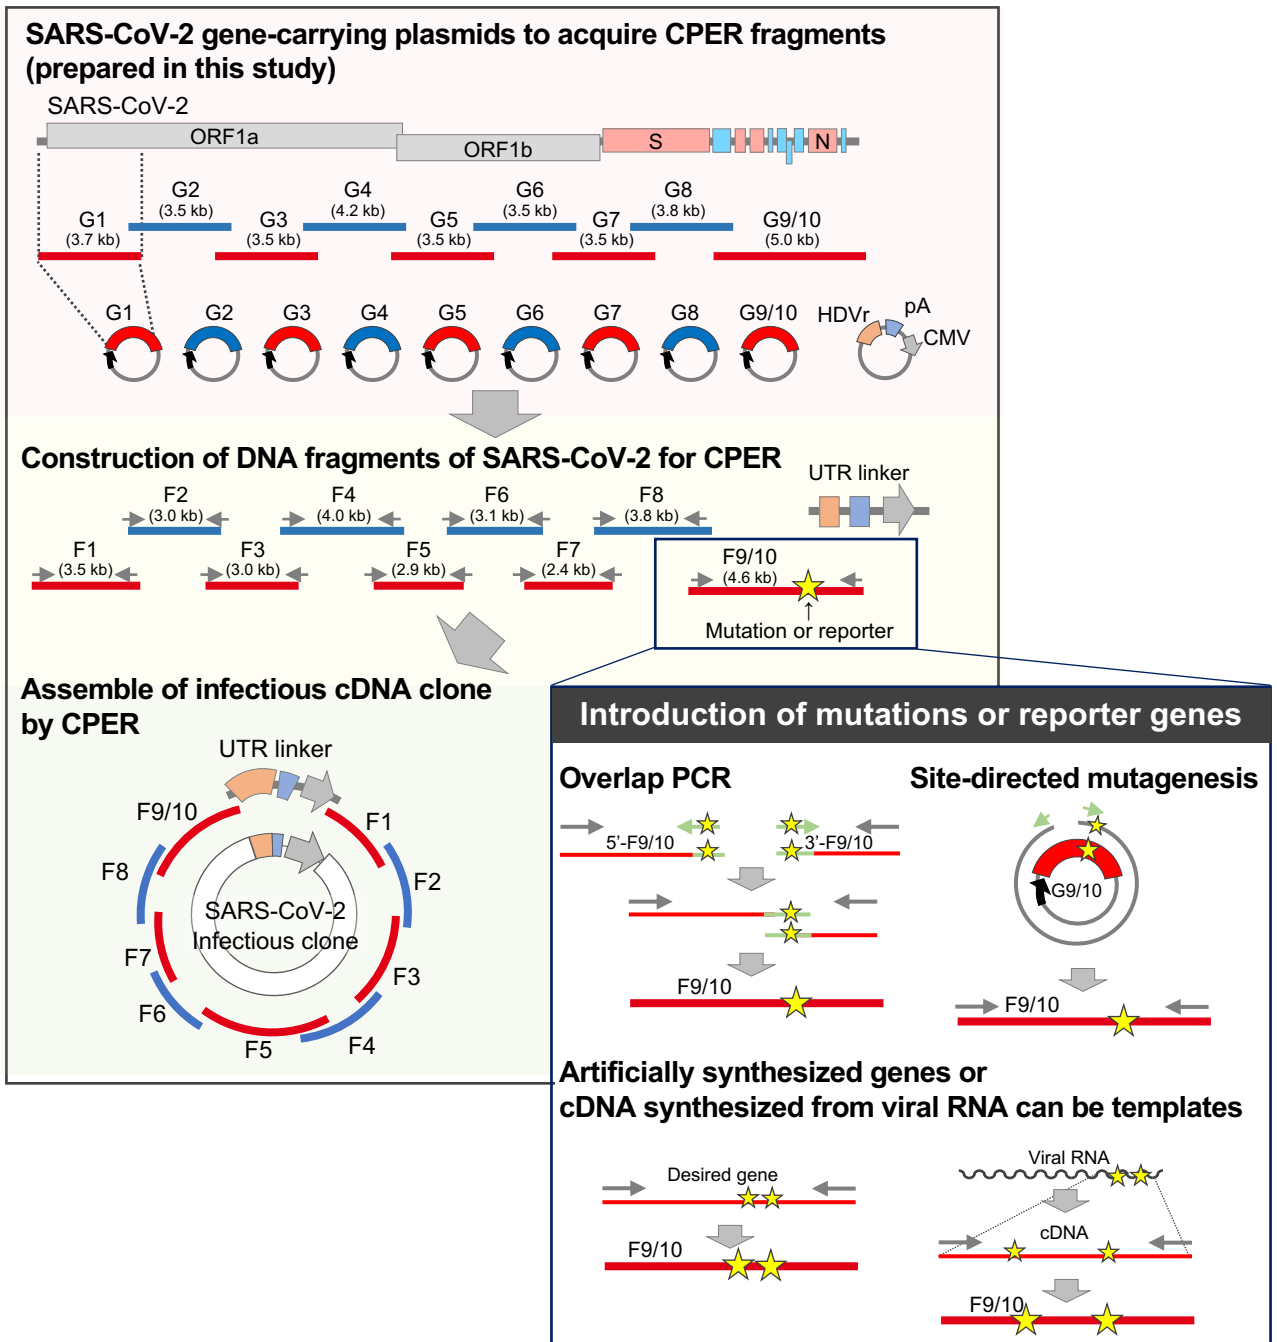 SARS-CoV-2 gene-carrying plasmids to acquire CPER fragments
(prepared in this study)
SARS-CoV-2
ORF1a
ORF1b
S
N
G1
(3.7 kb)
G2
(3.5 kb)
G3
(3.5 kb)
G4
(4.2 kb)
G5
(3.5 kb)
G6
(3.5 kb)
G7
(3.5 kb)
G8
(3.8 kb)
G9/10
(5.0 kb)
G1
G2
G3
G4
G5
G6
G7
G8
G9/10
HDVr
pA
CMV
Construction of DNA fragments of SARS-CoV-2 for CPER
UTR linker
F1
(3.5 kb)
F2
(3.0 kb)
F3
(3.0 kb)
F4
(4.0 kb)
F5
(2.9 kb)
F6
(3.1 kb)
F7
(2.4 kb)
F8
(3.8 kb)
F9/10
(4.6 kb)
↑
Mutation or reporter
Assemble of infectious cDNA clone
by CPER
UTR linker
F9/10
F1
F8
F2
SARS-CoV-2
Infectious clone
F7
F3
F6
F5
F4
Introduction of mutations or reporter genes
Overlap PCR
5'-F9/10
3'-F9/10
F9/10
Site-directed mutagenesis
G9/10
F9/10
Artificially synthesized genes or
cDNA synthesized from viral RNA can be templates
Desired gene
F9/10
Viral RNA
cDNA
F9/10